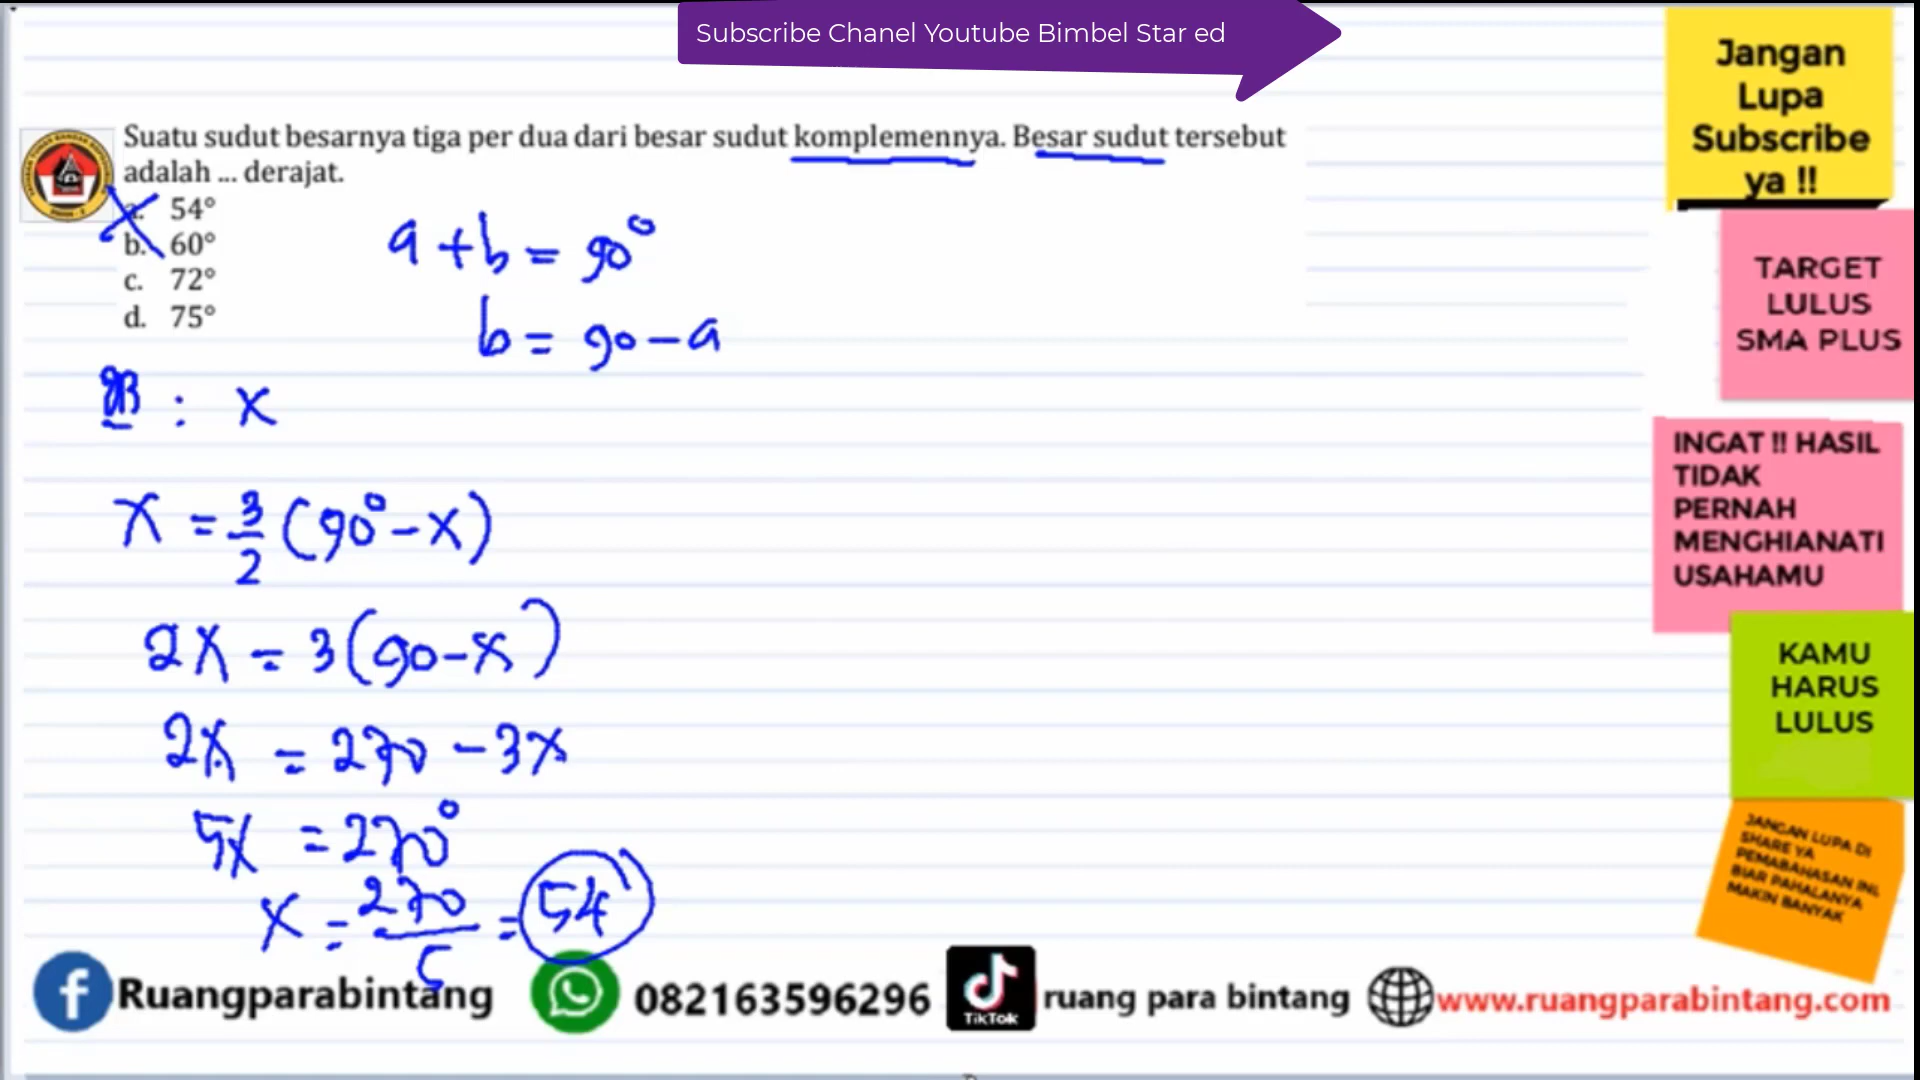 Subscribe Chanel Youtube Bimbel Star ed
Suatu sudut besarnya tiga per dua dari besar sudut komplemennya. Besar sudut tersebut
adalah ... derajat.
a. 54°
b. 60°
c. 72°
d. 75°
a + b = 90°
b = 90 - a
: x
x = 3/2 (90° - x)
2x = 3(90 - x)
2x = 270 - 3x
5x = 270°
x = 270/5 = 54
Jangan
Lupa
Subscribe
ya !!
TARGET
LULUS
SMA PLUS
INGAT !! HASIL
TIDAK
PERNAH
MENGHIANATI
USAHAMU
KAMU
HARUS
LULUS
JANGAN LUPA DI
SHARE YA
PEMABAHASAN INI,
BIAR PAHALANYA
MAKIN BANYAK
Ruangparabintang
082163596296
TikTok
ruang para bintang
www.ruangparabintang.com